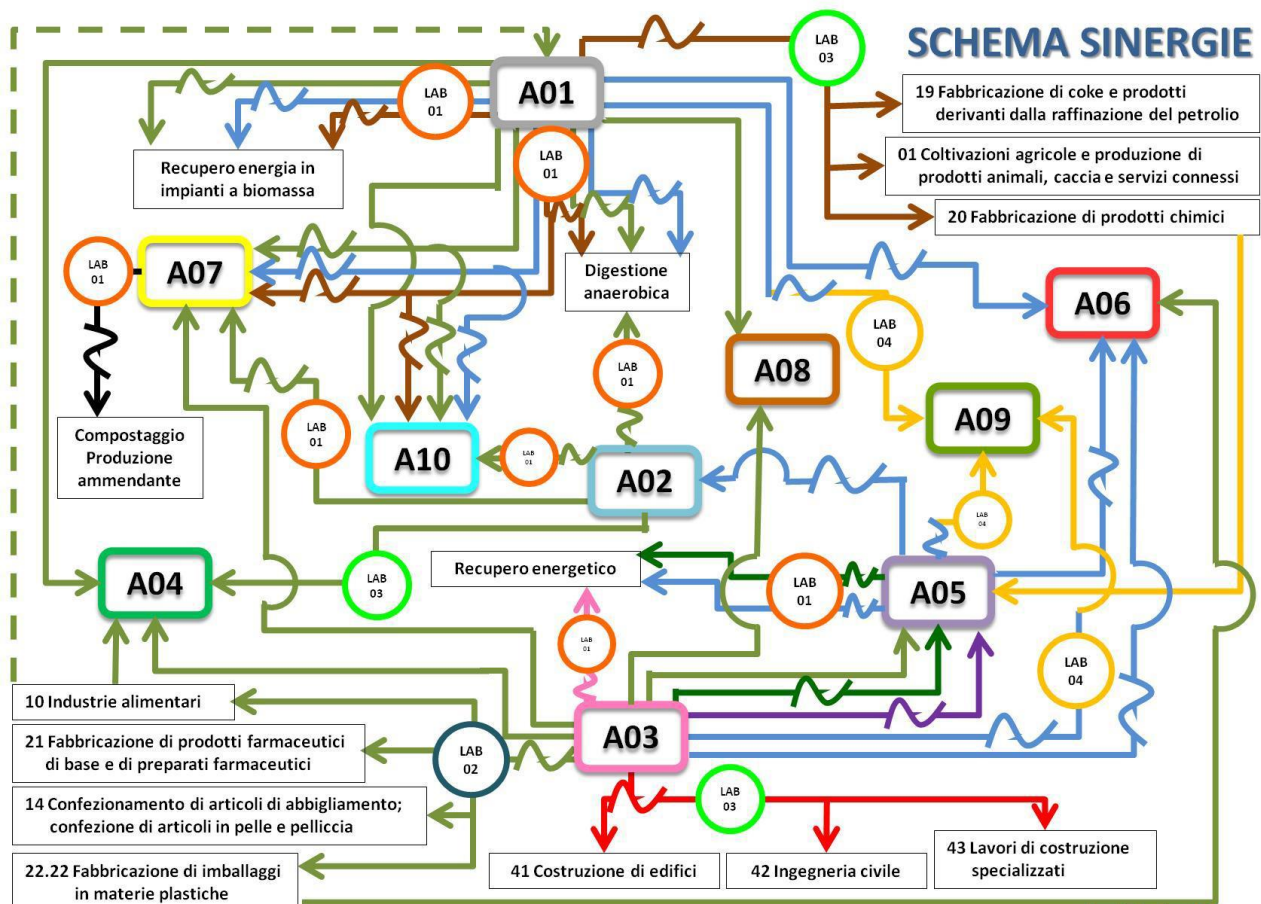 SCHEMA SINERGIE
LAB
03
A01
LAB
01
19 Fabbricazione di coke e prodotti
derivanti dalla raffinazione del petrolio
01 Coltivazioni agricole e produzione di
prodotti animali, caccia e servizi connessi
20 Fabbricazione di prodotti chimici
Recupero energia in
impianti a biomassa
LAB
01
LAB
01
A07
Digestione
anaerobica
A06
LAB
04
LAB
01
A08
A09
Compostaggio
Produzione
ammendante
LAB
01
A10
LAB
01
A02
LAB
04
Recupero energetico
A04
LAB
03
LAB
01
A05
LAB
01
LAB
04
10 Industrie alimentari
21 Fabbricazione di prodotti farmaceutici
di base e di preparati farmaceutici
LAB
02
A03
14 Confezionamento di articoli di abbigliamento;
confezione di articoli in pelle e pelliccia
LAB
03
22.22 Fabbricazione di imballaggi
in materie plastiche
41 Costruzione di edifici
42 Ingegneria civile
43 Lavori di costruzione
specializzati